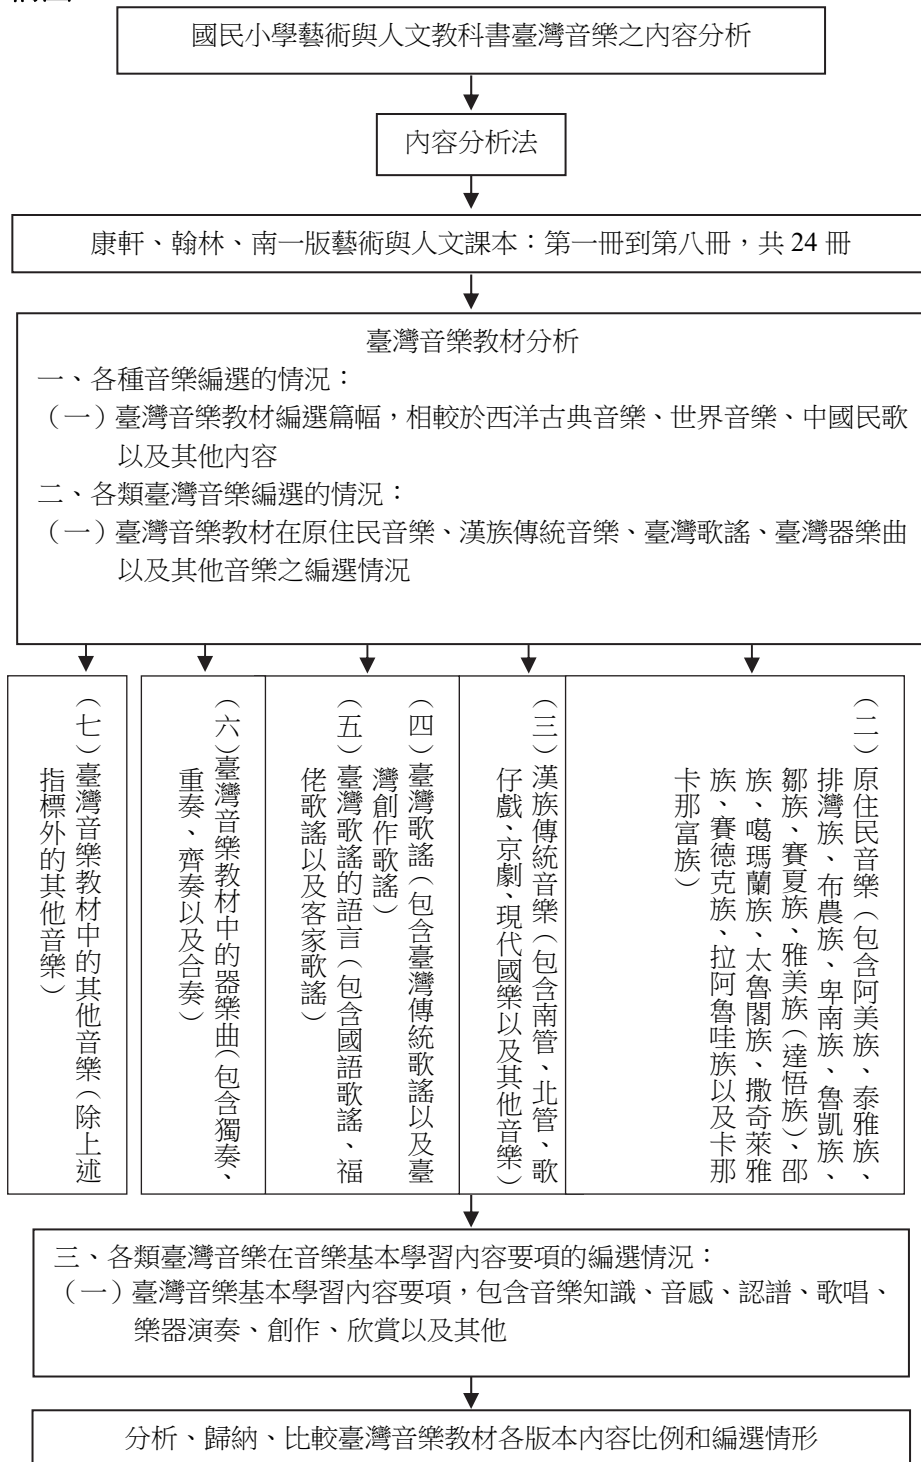 國民小學藝術與人文教科書臺灣音樂之內容分析
內容分析法
康軒、翰林、南一版藝術與人文課本：第一冊到第八冊，共 24 冊
臺灣音樂教材分析
一、各種音樂編選的情況：
（一）臺灣音樂教材編選篇幅，相較於西洋古典音樂、世界音樂、中國民歌
以及其他內容
二、各類臺灣音樂編選的情況：
（一）臺灣音樂教材在原住民音樂、漢族傳統音樂、臺灣歌謠、臺灣器樂曲
以及其他音樂之編選情況
（二）原住民音樂（包含阿美族、泰雅族、
排灣族、布農族、卑南族、魯凱族、
鄒族、賽夏族、雅美族（達悟族）、邵
族、噶瑪蘭族、太魯閣族、撒奇萊雅
族、賽德克族、拉阿魯哇族以及卡那
卡那富族）
（三）漢族傳統音樂（包含南管、北管、歌
仔戲、京劇、現代國樂以及其他音樂）
（四）臺灣歌謠（包含臺灣傳統歌謠以及臺
灣創作歌謠）
（五）臺灣歌謠的語言（包含國語歌謠、福
佬歌謠以及客家歌謠）
（六）臺灣音樂教材中的器樂曲（包含獨奏、
重奏、齊奏以及合奏）
（七）臺灣音樂教材中的其他音樂（除上述
指標外的其他音樂）
三、各類臺灣音樂在音樂基本學習內容要項的編選情況：
（一）臺灣音樂基本學習內容要項，包含音樂知識、音感、認譜、歌唱、
樂器演奏、創作、欣賞以及其他
分析、歸納、比較臺灣音樂教材各版本內容比例和編選情形